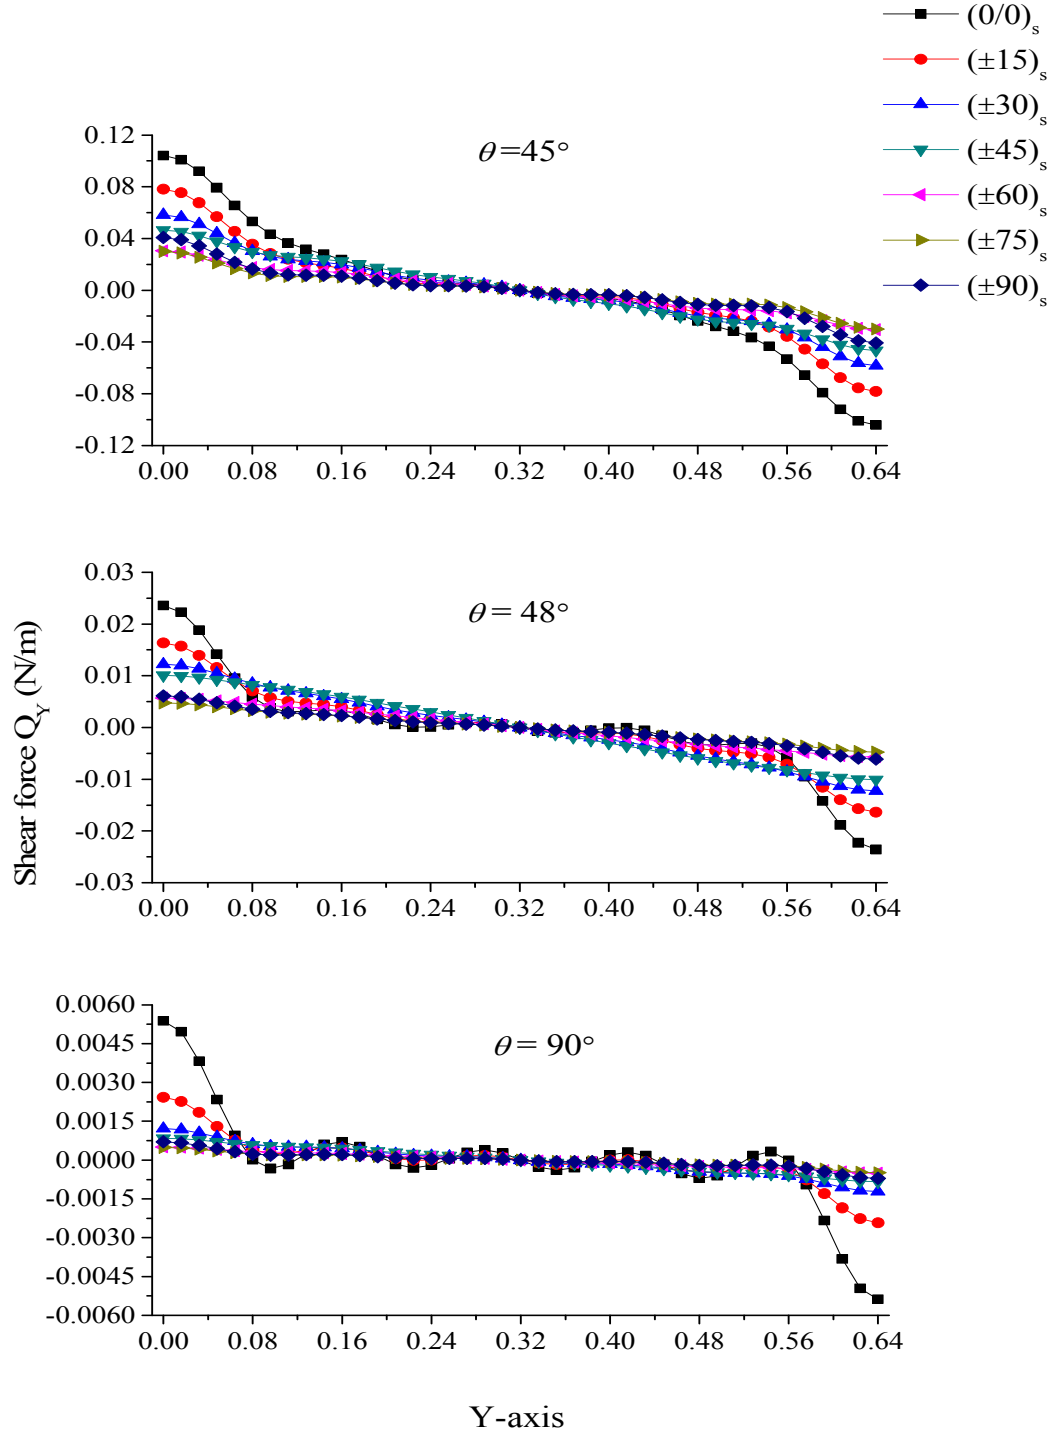 (0/0)s
(±15)s
(±30)s
(±45)s
(±60)s
(±75)s
(±90)s
θ=45°
0.12
0.08
0.04
0.00
-0.04
-0.08
-0.12
0.00 0.08 0.16 0.24 0.32 0.40 0.48 0.56 0.64
Shear force QY (N/m)
θ = 48°
0.03
0.02
0.01
0.00
-0.01
-0.02
-0.03
0.00 0.08 0.16 0.24 0.32 0.40 0.48 0.56 0.64
θ = 90°
0.0060
0.0045
0.0030
0.0015
0.0000
-0.0015
-0.0030
-0.0045
-0.0060
0.00 0.08 0.16 0.24 0.32 0.40 0.48 0.56 0.64
Y-axis